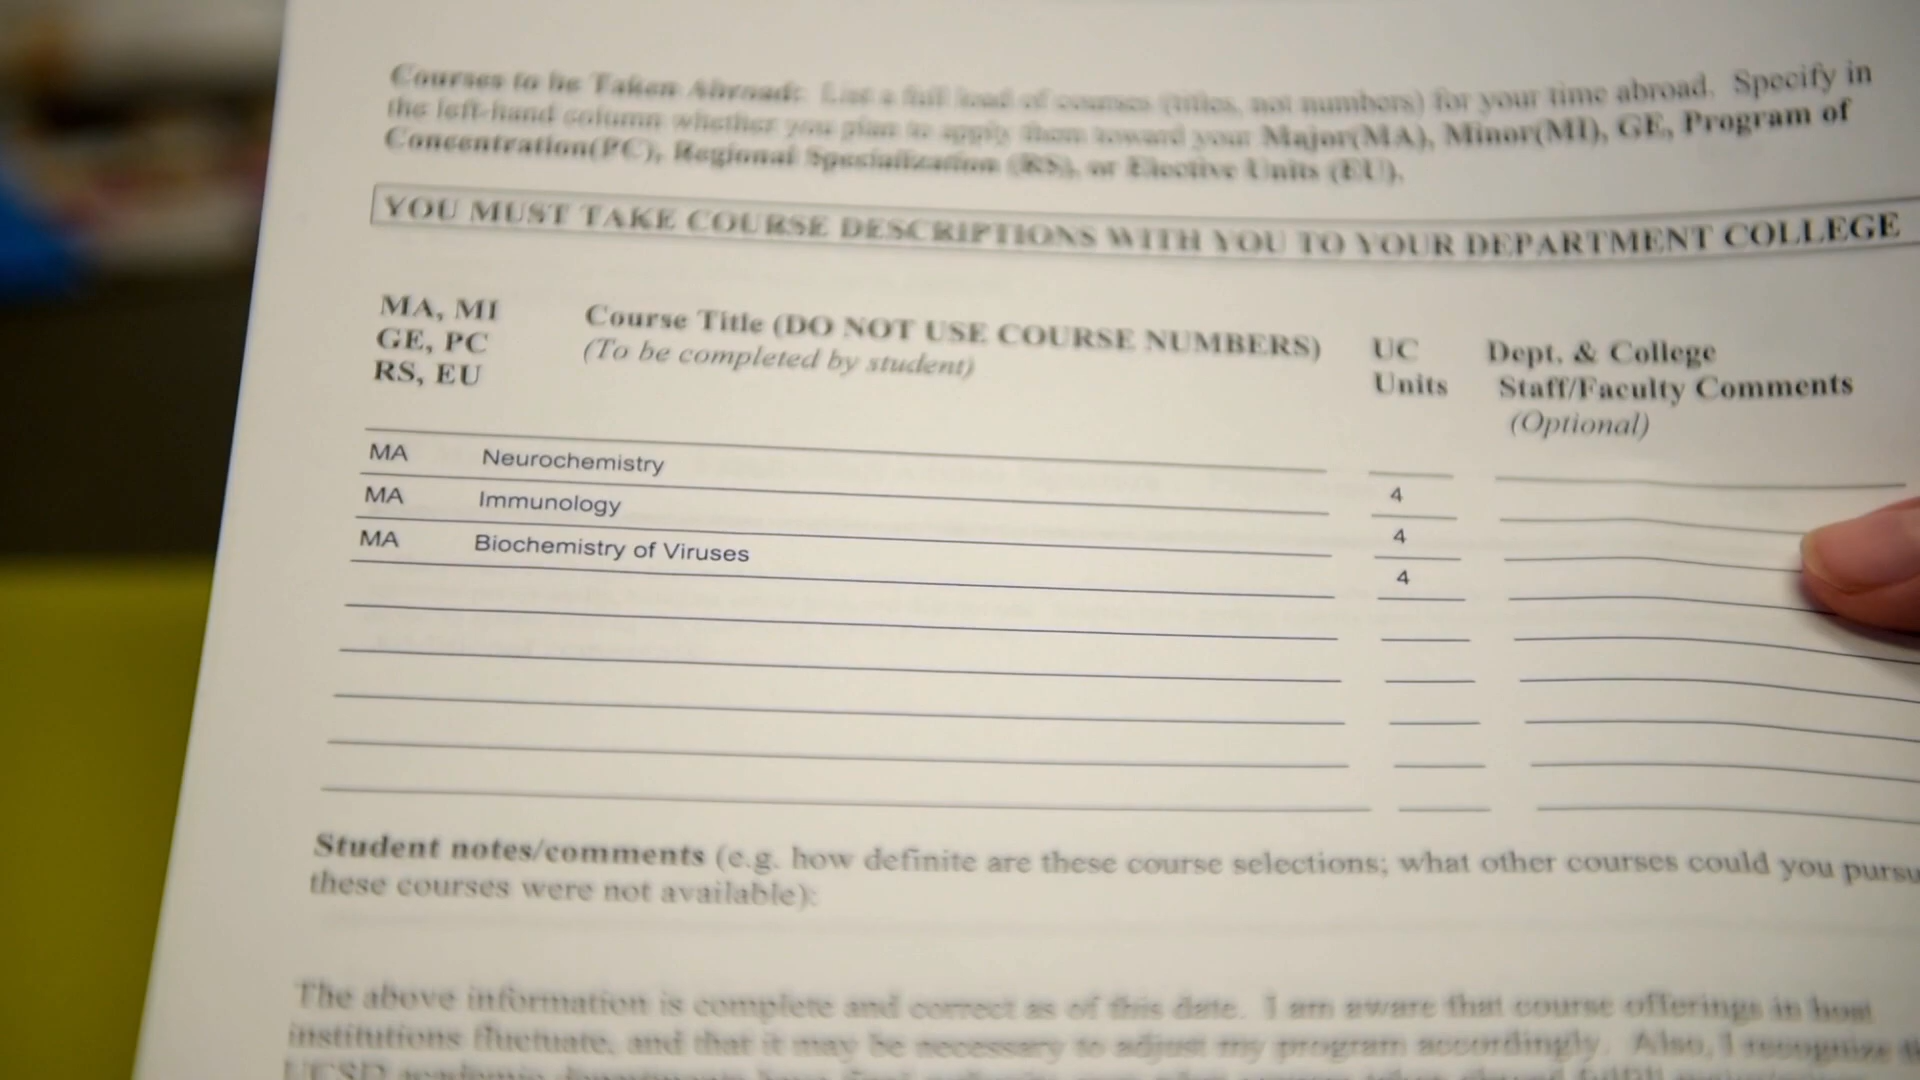 Courses to be Taken Abroad: List a full load of courses (titles, not numbers) for your time abroad. Specify in
the left-hand column whether you plan to apply them toward your Major(MA), Minor(MI), GE, Program of
Concentration(PC), Regional Specialization (RS), or Elective Units (EU).
YOU MUST TAKE COURSE DESCRIPTIONS WITH YOU TO YOUR DEPARTMENT COLLEGE
MA, MI
GE, PC
RS, EU
Course Title (DO NOT USE COURSE NUMBERS)
(To be completed by student)
UC
Units
Dept. & College
Staff/Faculty Comments
(Optional)
MA Neurochemistry 4
MA Immunology 4
MA Biochemistry of Viruses 4
Student notes/comments (e.g. how definite are these course selections; what other courses could you pursu
these courses were not available):
The above information is complete and correct as of this date. I am aware that course offerings in host
institutions fluctuate, and that it may be necessary to adjust my program accordingly. Also, I recognize
UCSD academic departments